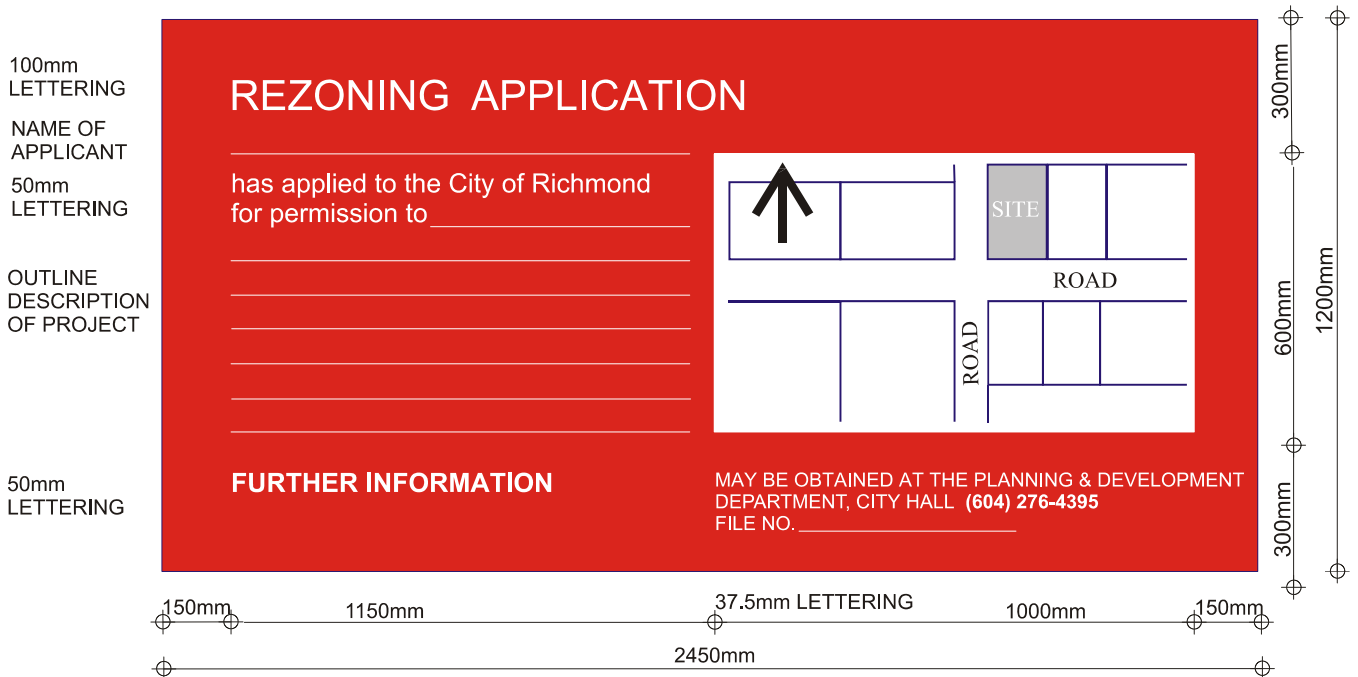 100mm
LETTERING
NAME OF
APPLICANT
50mm
LETTERING
OUTLINE
DESCRIPTION
OF PROJECT
50mm
LETTERING
REZONING APPLICATION
has applied to the City of Richmond
for permission to
SITE
ROAD
ROAD
FURTHER INFORMATION
MAY BE OBTAINED AT THE PLANNING & DEVELOPMENT
DEPARTMENT, CITY HALL (604) 276-4395
FILE NO.
300mm
600mm
300mm
1200mm
150mm
1150mm
37.5mm LETTERING
1000mm
150mm
2450mm